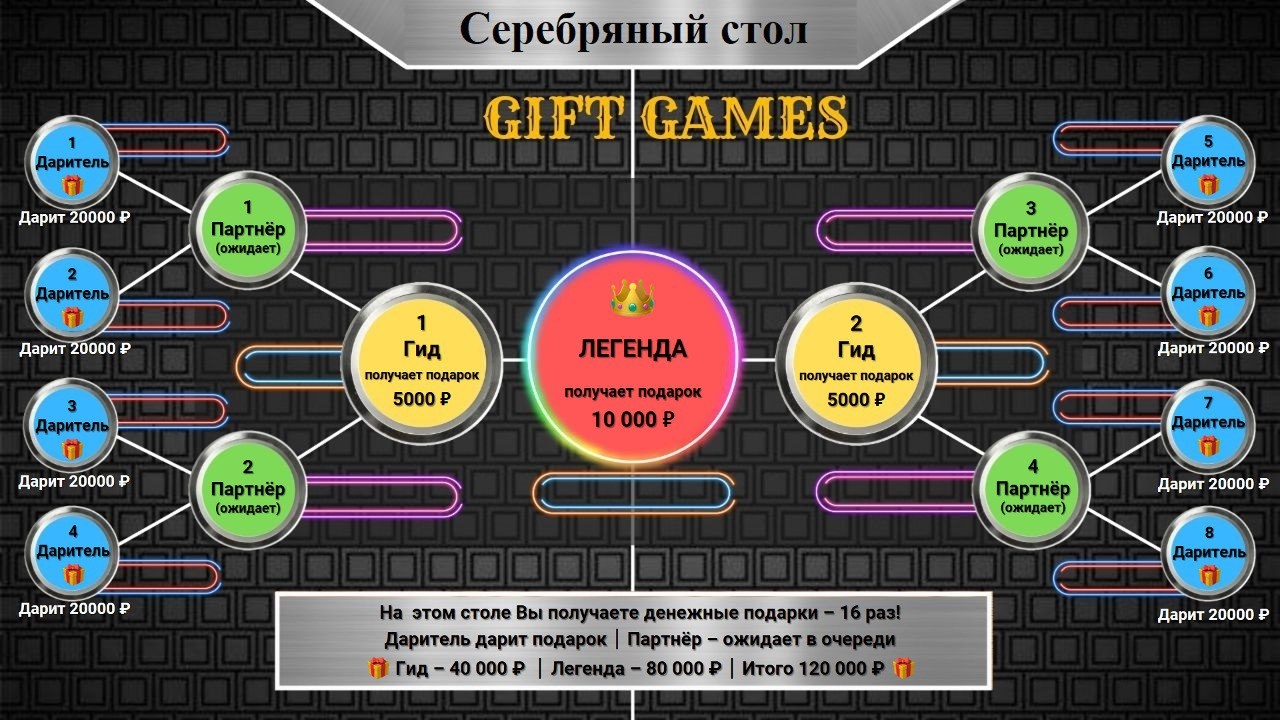 Серебряный стол
GIFT GAMES
1
Даритель
Дарит 20000 ₽
2
Даритель
Дарит 20000 ₽
3
Даритель
Дарит 20000 ₽
4
Даритель
Дарит 20000 ₽
1
Партнёр
(ожидает)
2
Партнёр
(ожидает)
1
Гид
получает подарок
5000 ₽
ЛЕГЕНДА
получает подарок
10 000 ₽
2
Гид
получает подарок
5000 ₽
3
Партнёр
(ожидает)
4
Партнёр
(ожидает)
5
Даритель
Дарит 20000 ₽
6
Даритель
Дарит 20000 ₽
7
Даритель
Дарит 20000 ₽
8
Даритель
Дарит 20000 ₽
На этом столе Вы получаете денежные подарки – 16 раз!
Даритель дарит подарок | Партнёр – ожидает в очереди
🎁 Гид – 40 000 ₽ | Легенда – 80 000 ₽ | Итого 120 000 ₽ 🎁